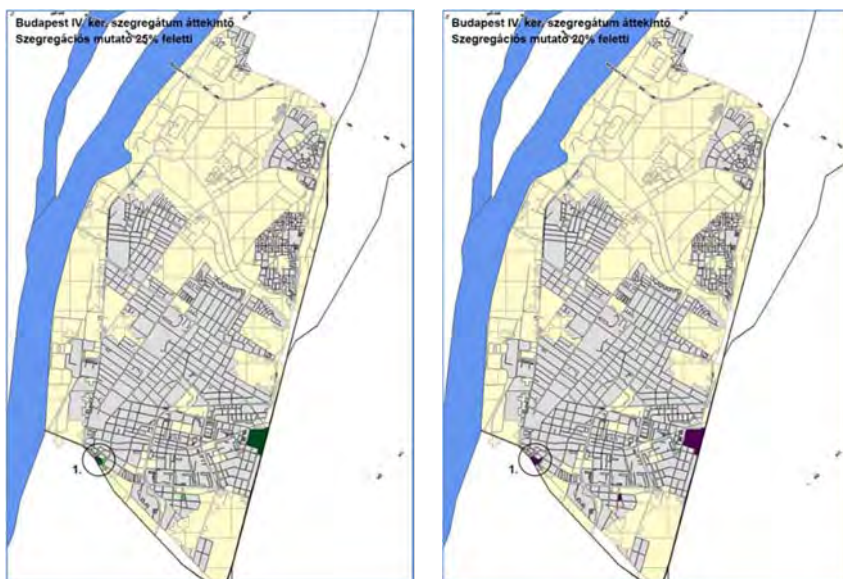 Budapest IV. ker. szegregátum áttekintő
Szegregációs mutató 25% feletti
1.
Budapest IV. ker. szegregátum áttekintő
Szegregációs mutató 20% feletti
1.